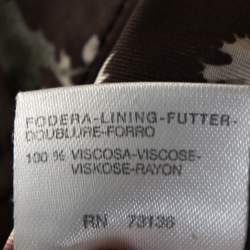 FODERA-LINING-FUTTER-
DOUBLURE-FORRO
100 % VISCOSA-VISCOSE-
VISKOSE-RAYON
RN 73136